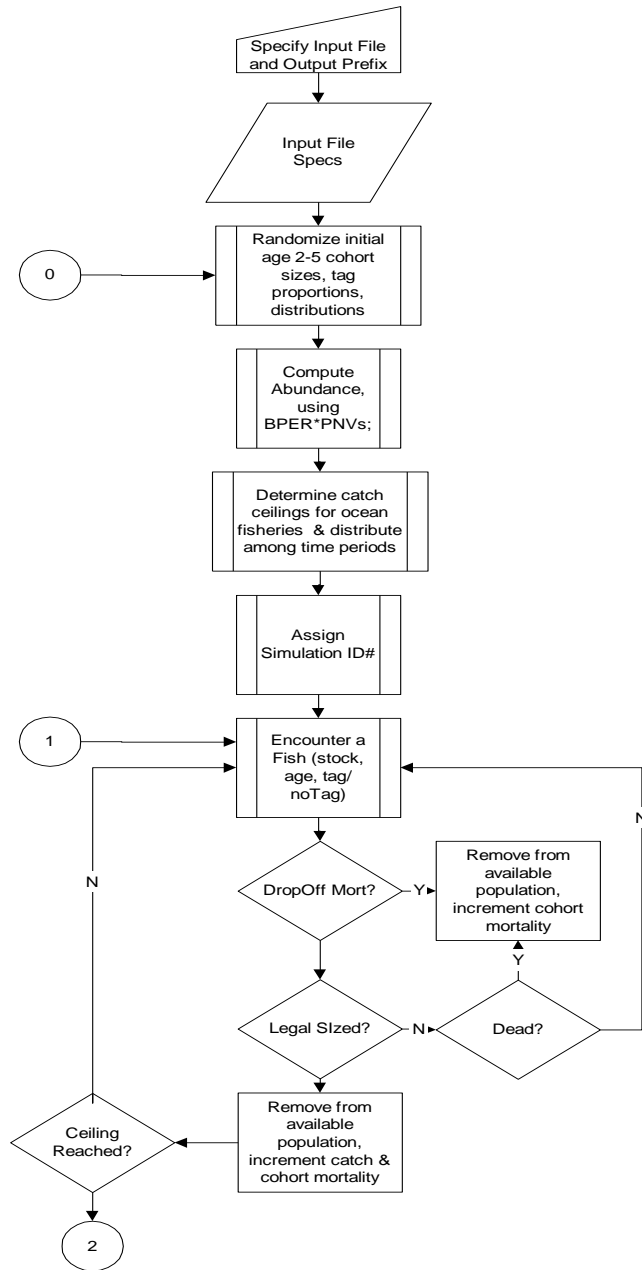 Specify Input File
and Output Prefix
Input File
Specs
0
Randomize initial
age 2-5 cohort
sizes, tag
proportions,
distributions
Compute
Abundance,
using
BPER*PNVs;
Determine catch
ceilings for ocean
fisheries & distribute
among time periods
Assign
Simulation ID#
1
Encounter a
Fish (stock,
age, tag/
noTag)
N
N
DropOff Mort?
Y
Remove from
available
population,
increment cohort
mortality
Y
Legal SIzed?
N
Dead?
Ceiling
Reached?
Remove from
available
population,
increment catch &
cohort mortality
2